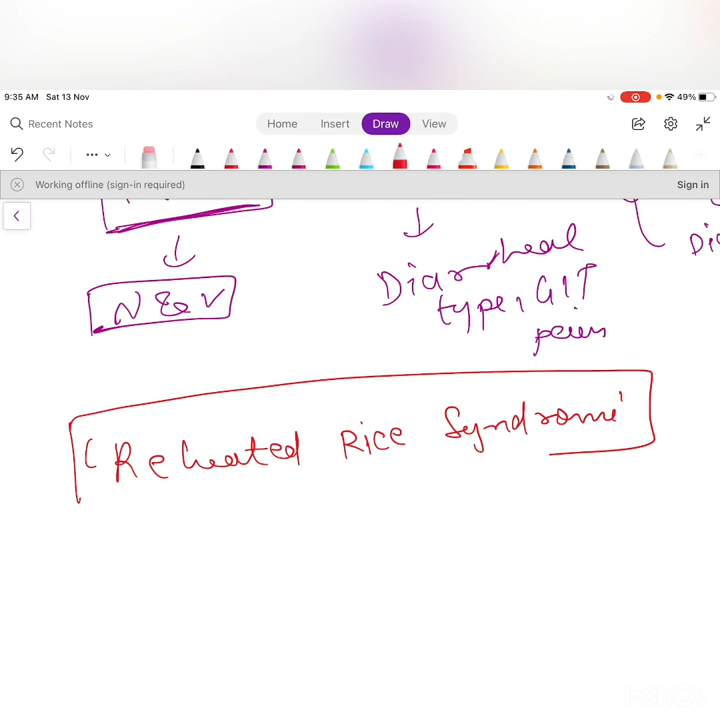 9:35 AM Sat 13 Nov
49%
Recent Notes
Home Insert Draw View
Working offline (sign-in required)
Sign in
Diarrheal
type, GIT
pain
N & V
(Reheated Rice Syndrome'
InShOt